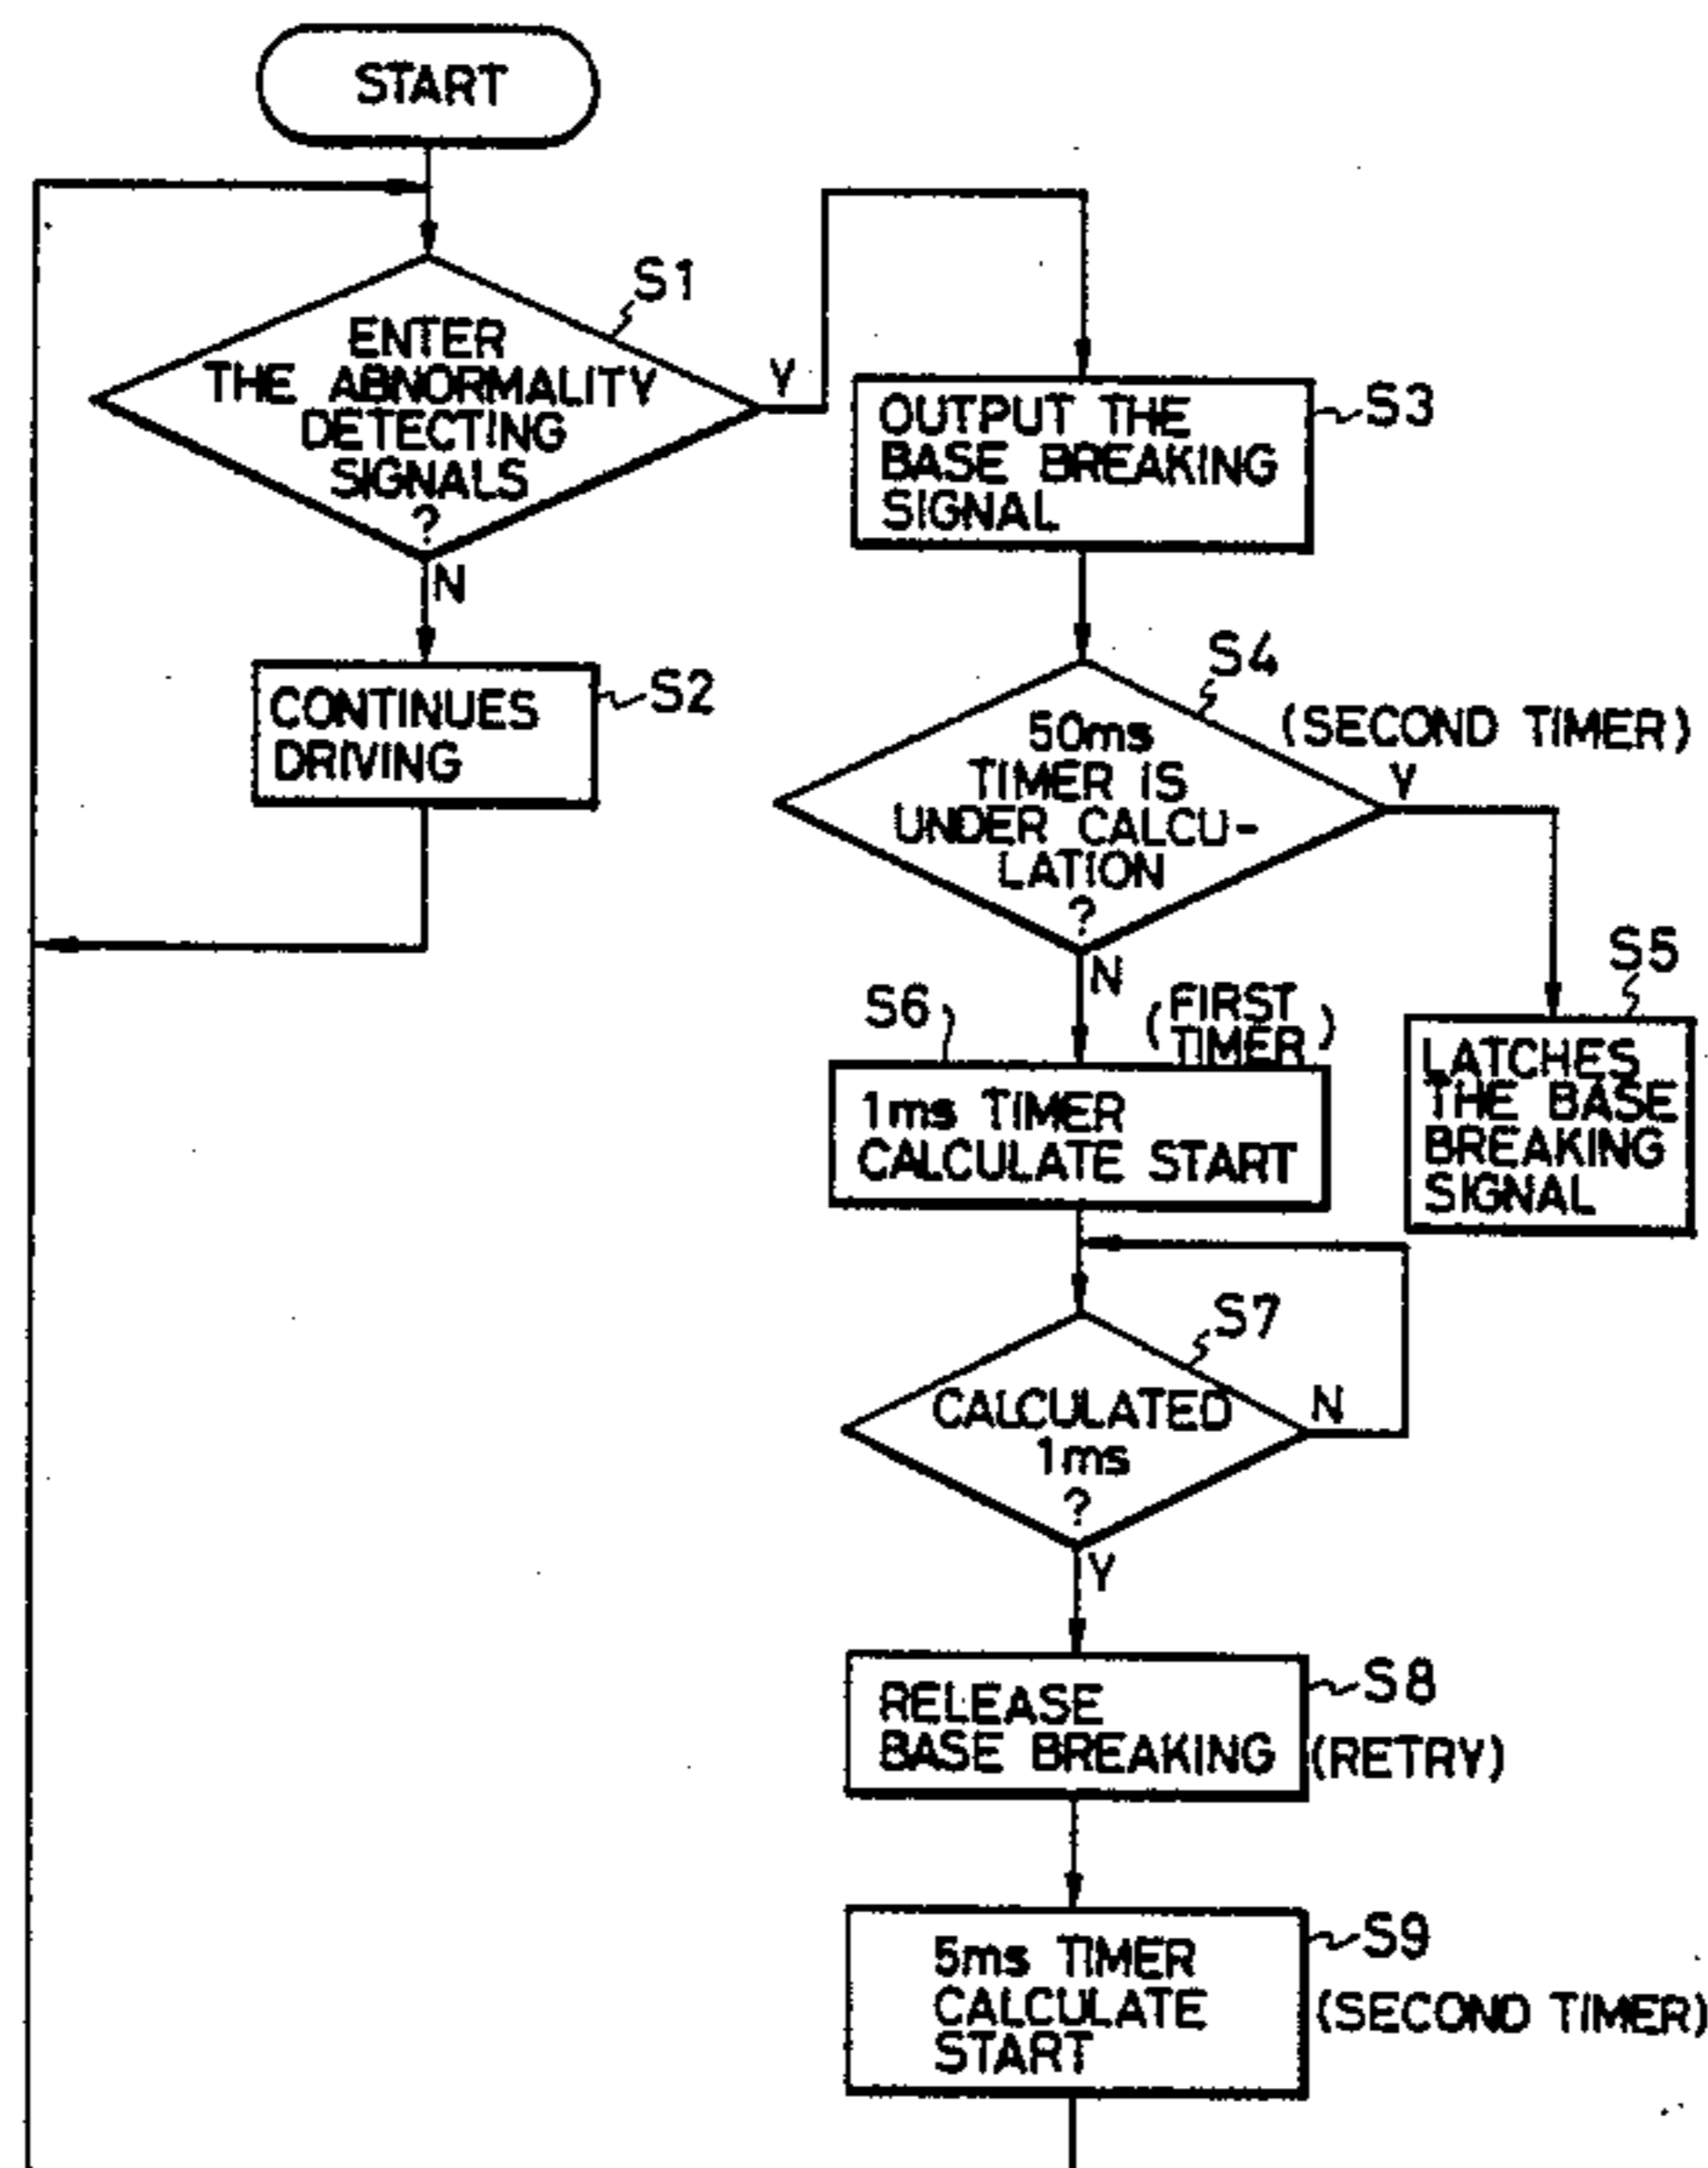 START
S1
ENTER
THE ABNORMALITY
DETECTING
SIGNALS
?
Y
N
S2
CONTINUES
DRIVING
S3
OUTPUT THE
BASE BREAKING
SIGNAL
S4
50ms
TIMER IS
UNDER CALCU-
LATION
?
(SECOND TIMER)
Y
N
S5
LATCHES
THE BASE
BREAKING
SIGNAL
S6
(FIRST
TIMER)
1ms TIMER
CALCULATE START
S7
CALCULATED
1ms
?
N
Y
S8
RELEASE
BASE BREAKING
(RETRY)
S9
5ms TIMER
CALCULATE
START
(SECOND TIMER)